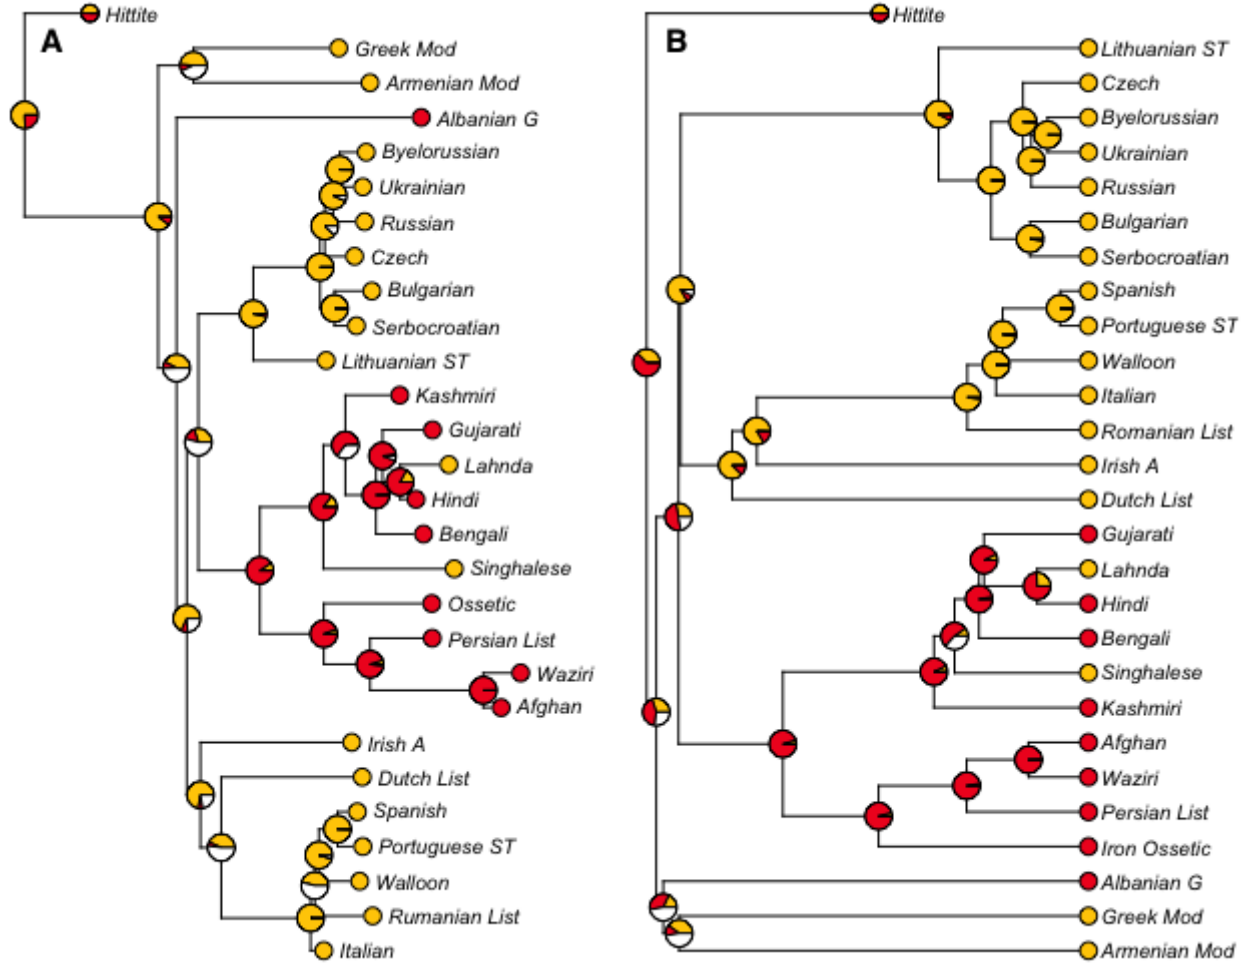 A
Hittite
Greek Mod
Armenian Mod
Albanian G
Byelorussian
Ukrainian
Russian
Czech
Bulgarian
Serbocroatian
Lithuanian ST
Kashmiri
Gujarati
Lahnda
Hindi
Bengali
Singhalese
Ossetic
Persian List
Waziri
Afghan
Irish A
Dutch List
Spanish
Portuguese ST
Walloon
Rumanian List
Italian
B
Hittite
Lithuanian ST
Czech
Byelorussian
Ukrainian
Russian
Bulgarian
Serbocroatian
Spanish
Portuguese ST
Walloon
Italian
Romanian List
Irish A
Dutch List
Gujarati
Lahnda
Hindi
Bengali
Singhalese
Kashmiri
Afghan
Waziri
Persian List
Iron Ossetic
Albanian G
Greek Mod
Armenian Mod